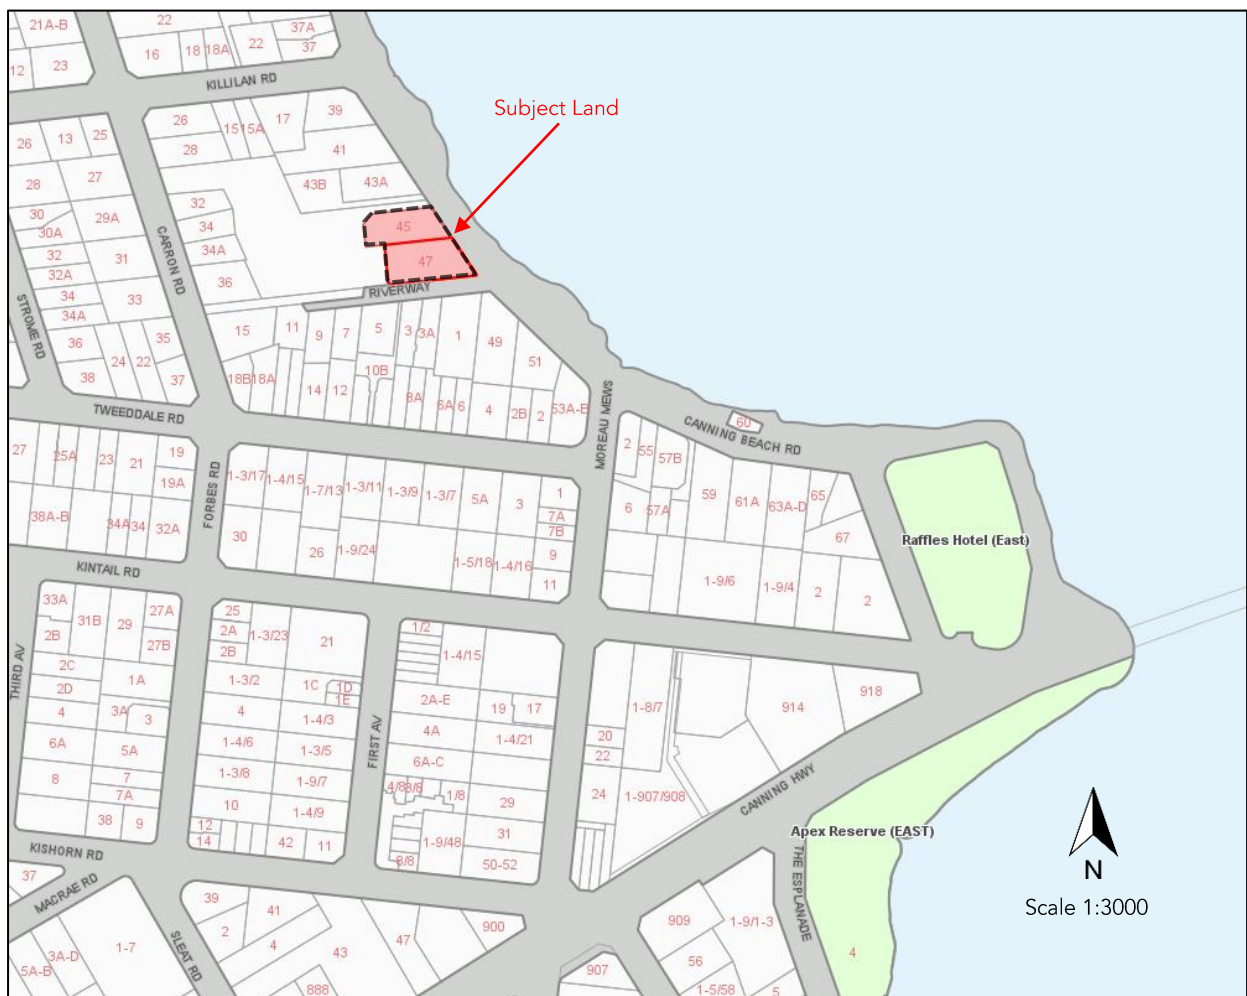 21A-B
22
37A
16
18
18A
22
37
12
23
KILLILAN RD
Subject Land
26
15
15A
17
39
26
13
25
28
41
28
27
43B
43A
32
30
29A
34
45
30A
32
31
34A
47
32A
36
CARRON RD
34
33
RIVERWAY
34A
STROME RD
15
11
9
7
5
3
3A
1
49
36
35
24
22
51
38
37
18B
18A
14
12
10B
8A
6A
6
4
2B
2
53A-B
TWEEDDALE RD
MOREAU MEWS
CANNING BEACH RD
60
27
25A
23
21
19
2
55
57B
19A
1-3/17
1-4/15
1-7/13
1-3/11
1-3/9
1-3/7
5A
3
1
59
61A
63A-D
65
38A-B
34A
34
32A
FORBES RD
7A
7B
6
57A
67
Raffles Hotel (East)
30
26
1-9/24
1-5/18
1-4/16
9
11
1-9/6
1-9/4
2
2
KINTAIL RD
33A
31B
29
27A
25
1/2
2B
27B
2A
1-3/23
21
1-4/15
2B
2C
1A
THIRD AV
2D
1-3/2
1C
1D
1E
2A-E
19
17
1-8/7
914
918
4
3A
3
4
1-4/3
4A
1-4/21
20
6A
5A
1-4/6
1-3/5
FIRST AV
6A-C
22
8
7
7A
1-3/8
1-9/7
4/8
3/8
1/8
29
24
1-907/908
CANNING HWY
38
9
10
1-4/9
31
Apex Reserve (EAST)
12
14
42
11
1-9/48
8/8
50-52
KISHORN RD
THE ESPLANADE
N
Scale 1:3000
37
MACRAE RD
39
41
2
4
SLEAT RD
43
47
900
909
1-9/1-3
1-7
3A-D
5A-B
888
907
56
1-5/58
5
4